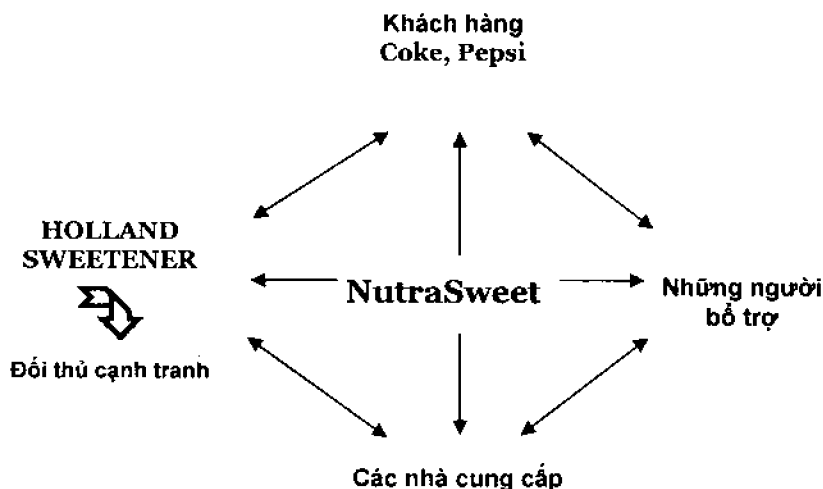 Khách hàng
Coke, Pepsi
HOLLAND
SWEETENER
NutraSweet
Những người
bổ trợ
Đối thủ cạnh tranh
Các nhà cung cấp